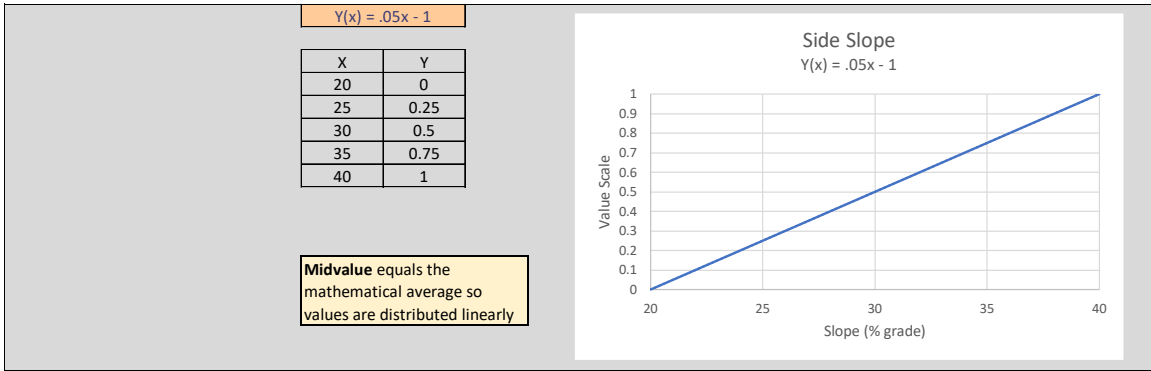 Y(x) = .05x - 1
X Y
20 0
25 0.25
30 0.5
35 0.75
40 1
Midvalue equals the
mathematical average so
values are distributed linearly
Side Slope
Y(x) = .05x - 1
1
0.9
0.8
0.7
0.6
0.5
0.4
0.3
0.2
0.1
0
Value Scale
20 25 30 35 40
Slope (% grade)